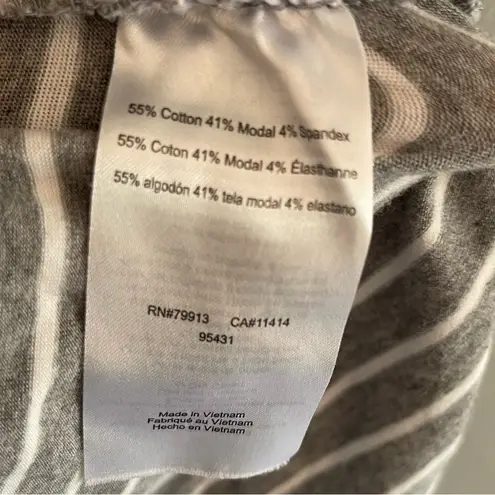 55% Cotton 41% Modal 4% Spandex
55% Coton 41% Modal 4% Élasthanne
55% algodón 41% tela modal 4% elastano
RN#79913 CA#11414
95431
Made in Vietnam
Fabriqué au Vietnam
Hecho en Vietnam